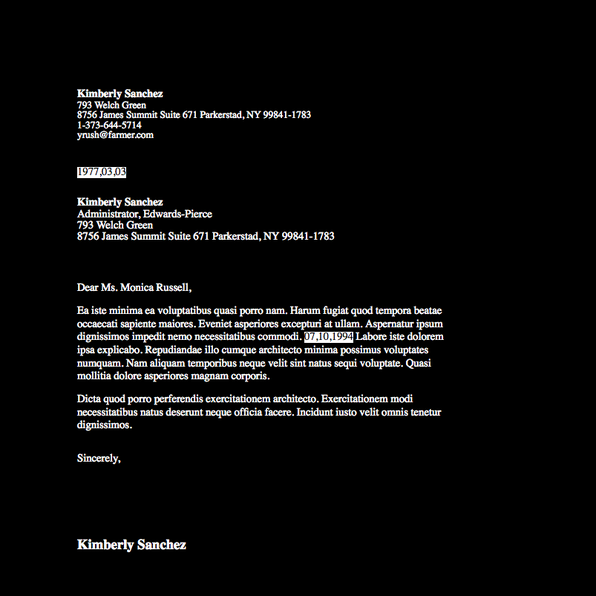 Kimberly Sanchez
793 Welch Green
8756 James Summit Suite 671 Parkerstad, NY 99841-1783
1-373-644-5714
yrush@farmer.com
1977,03,03
Kimberly Sanchez
Administrator, Edwards-Pierce
793 Welch Green
8756 James Summit Suite 671 Parkerstad, NY 99841-1783
Dear Ms. Monica Russell,
Ea iste minima ea voluptatibus quasi porro nam. Harum fugiat quod tempora beatae
occaecati sapiente maiores. Eveniet asperiores excepturi at ullam. Aspernatur ipsum
dignissimos impedit nemo necessitatibus commodi. 07,10,1994 Labore iste dolorem
ipsa explicabo. Repudiandae illo cumque architecto minima possimus voluptates
numquam. Nam aliquam temporibus neque velit sint natus sequi voluptate. Quasi
mollitia dolore asperiores magnam corporis.
Dicta quod porro perferendis exercitationem architecto. Exercitationem modi
necessitatibus natus deserunt neque officia facere. Incidunt iusto velit omnis tenetur
dignissimos.
Sincerely,
Kimberly Sanchez